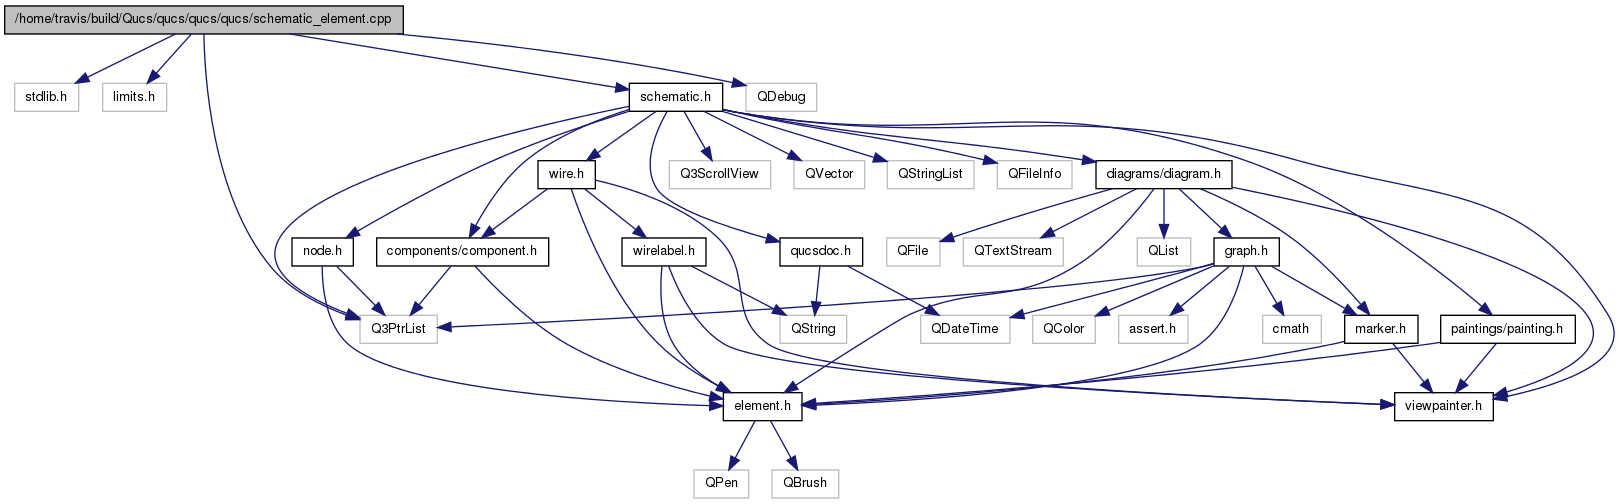 /home/travis/build/Qucs/qucs/qucs/qucs/schematic_element.cpp
stdlib.h
limits.h
schematic.h
QDebug
wire.h
Q3ScrollView
QVector
QStringList
QFileInfo
diagrams/diagram.h
node.h
components/component.h
wirelabel.h
qucsdoc.h
QFile
QTextStream
QList
graph.h
Q3PtrList
QString
QDateTime
QColor
assert.h
cmath
marker.h
paintings/painting.h
element.h
viewpainter.h
QPen
QBrush